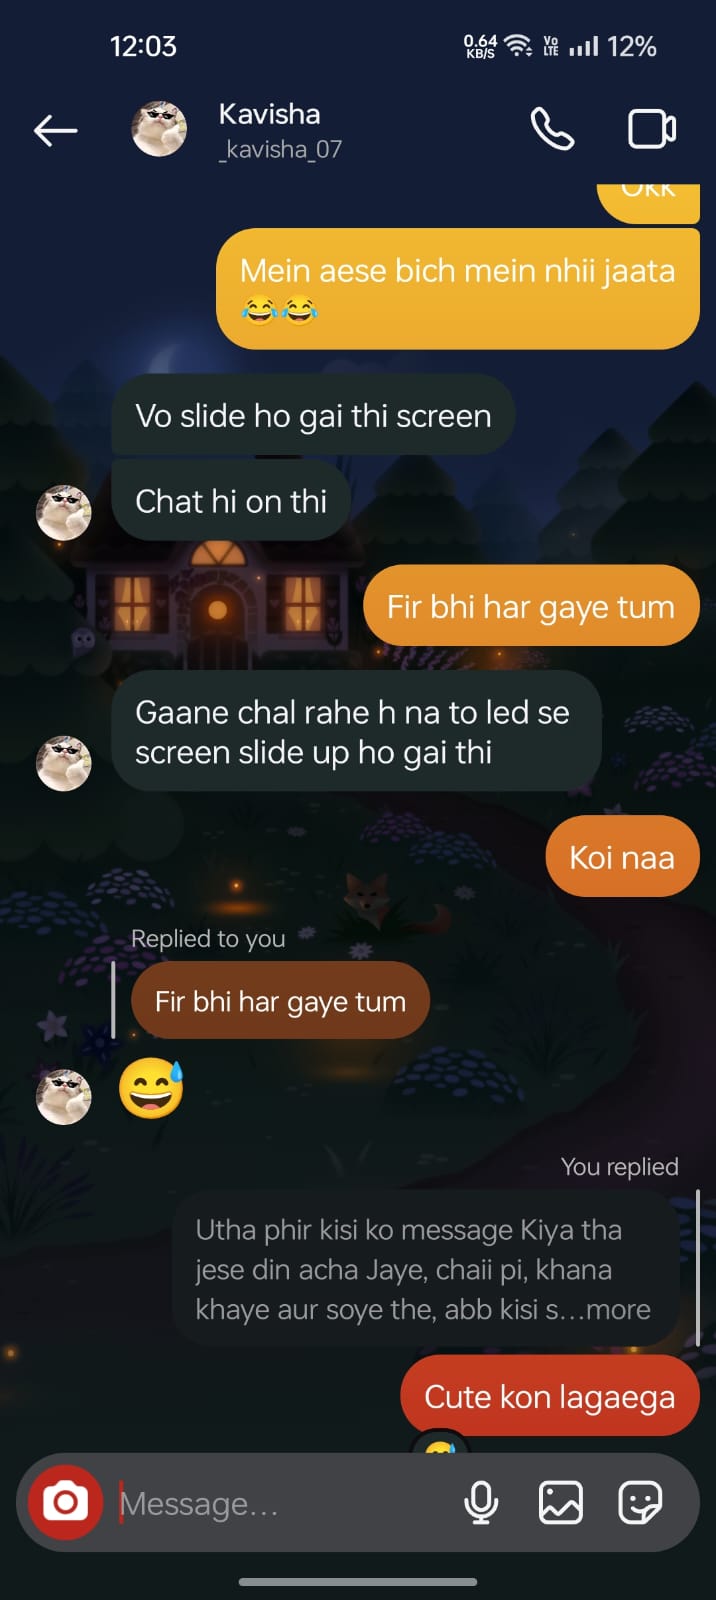 12:03
0.64 KB/S
Vo LTE
12%
Kavisha
_kavisha_07
Okk
Mein aese bich mein nhii jaata
😂😂
Vo slide ho gai thi screen
Chat hi on thi
Fir bhi har gaye tum
Gaane chal rahe h na to led se
screen slide up ho gai thi
Koi naa
Replied to you
Fir bhi har gaye tum
😅
You replied
Utha phir kisi ko message Kiya tha
jese din acha Jaye, chaii pi, khana
khaye aur soye the, abb kisi s...more
Cute kon lagaega
Message...